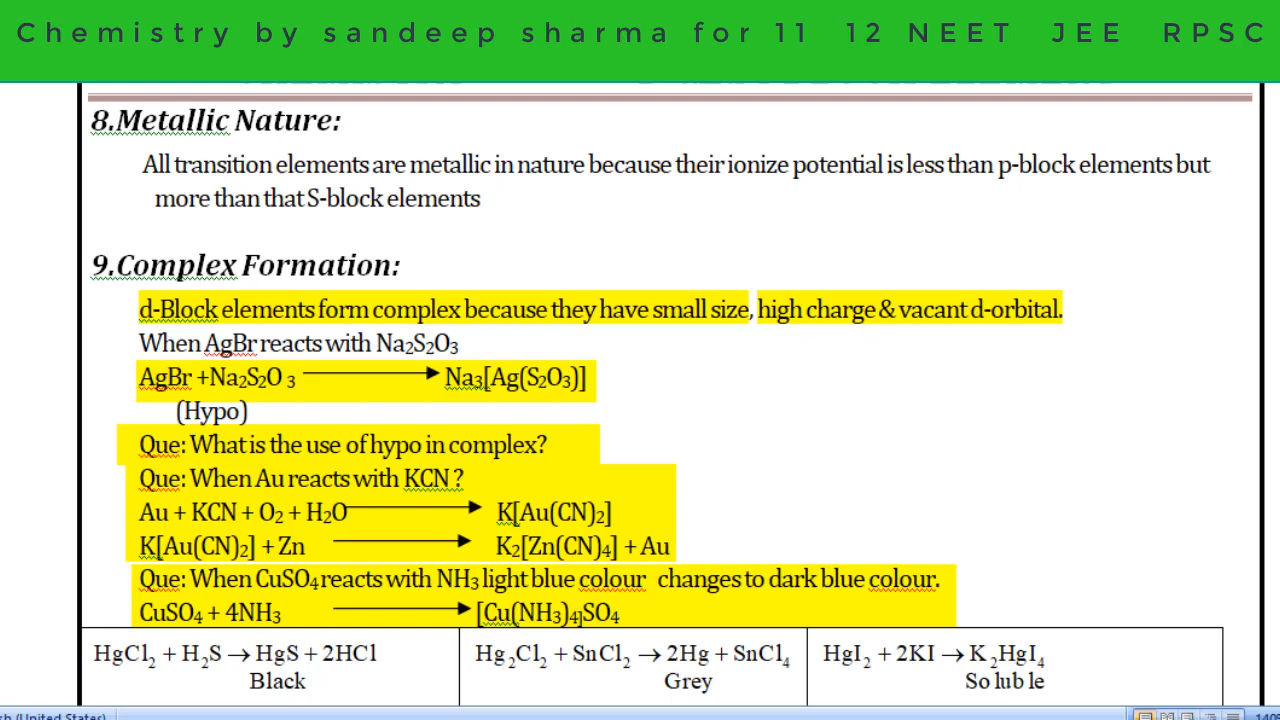 Chemistry by sandeep sharma for 11 12 NEET JEE RPSC
8.Metallic Nature:
All transition elements are metallic in nature because their ionize potential is less than p-block elements but
more than that S-block elements
9.Complex Formation:
d-Block elements form complex because they have small size, high charge & vacant d-orbital.
When AgBr reacts with Na₂S₂O₃
AgBr +Na₂S₂O ₃ ⟶ Na₃[Ag(S₂O₃)]
(Hypo)
Que: What is the use of hypo in complex?
Que: When Au reacts with KCN ?
Au + KCN + O₂ + H₂O ⟶ K[Au(CN)₂]
K[Au(CN)₂] + Zn ⟶ K₂[Zn(CN)₄] + Au
Que: When CuSO₄ reacts with NH₃ light blue colour changes to dark blue colour.
CuSO₄ + 4NH₃ ⟶ [Cu(NH₃)₄]SO₄
HgCl₂ + H₂S → HgS + 2HCl
Black
Hg₂Cl₂ + SnCl₂ → 2Hg + SnCl₄
Grey
HgI₂ + 2KI → K₂HgI₄
So lub le